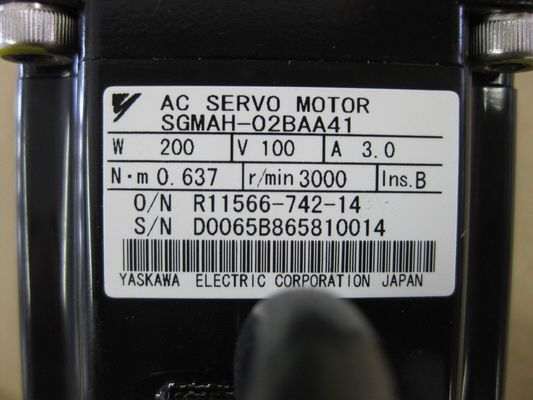 AC SERVO MOTOR
SGMAH-02BAA41
W 200 V 100 A 3.0
N·m 0.637 r/min 3000 Ins. B
O/N R11566-742-14
S/N D0065B865810014
YASKAWA ELECTRIC CORPORATION JAPAN